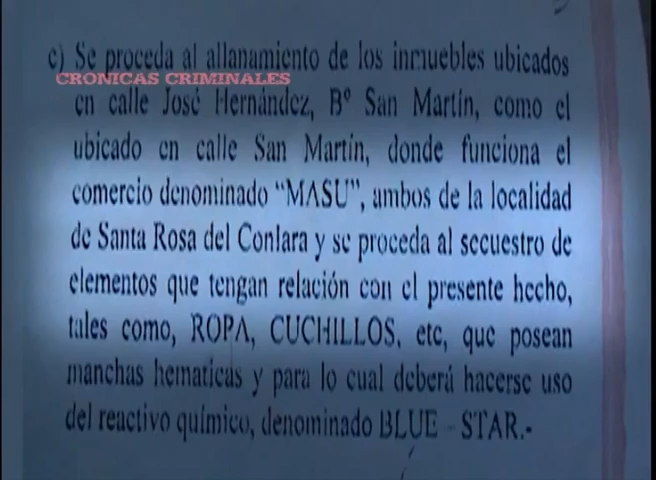 c) Se proceda al allanamiento de los inmuebles ubicados
CRONICAS CRIMINALES
en calle José Hernández, Bº San Martín, como el
ubicado en calle San Martín, donde funciona el
comercio denominado “MASU”, ambos de la localidad
de Santa Rosa del Conlara y se proceda al secuestro de
elementos que tengan relación con el presente hecho,
tales como, ROPA, CUCHILLOS, etc, que posean
manchas hematicas y para lo cual deberá hacerse uso
del reactivo químico, denominado BLUE – STAR.-